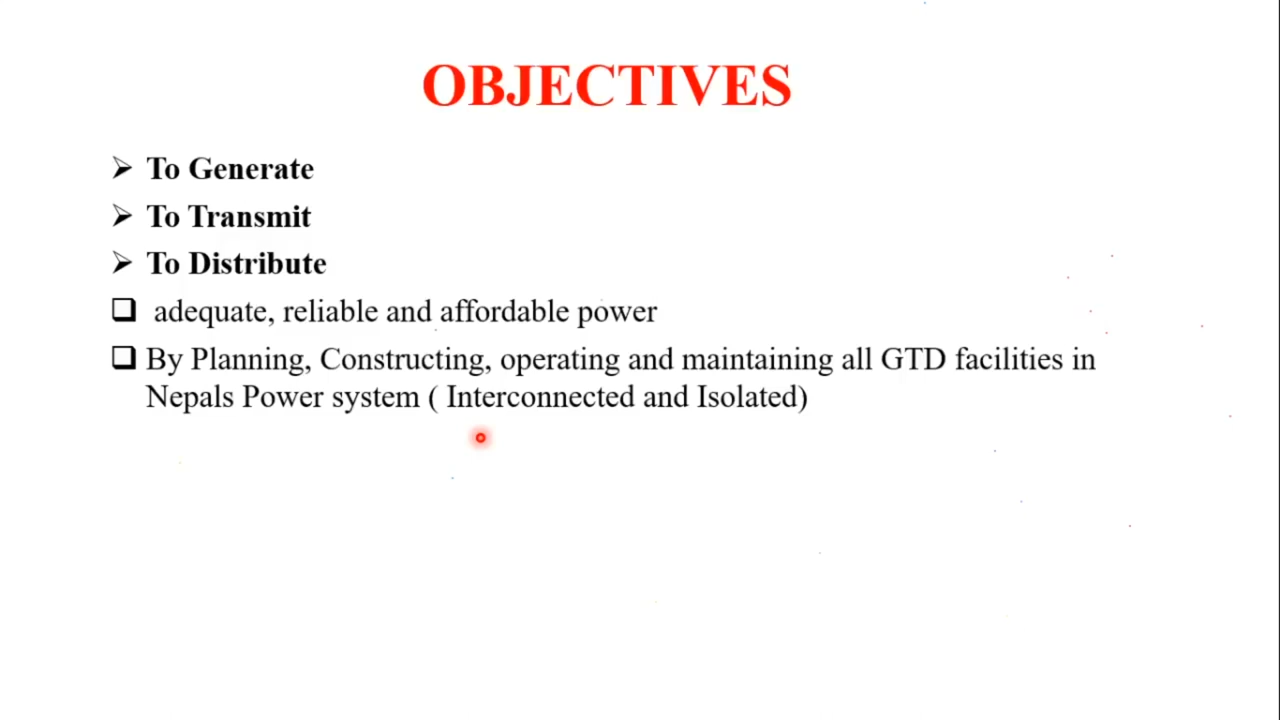 OBJECTIVES
➢ To Generate
➢ To Transmit
➢ To Distribute
❑ adequate, reliable and affordable power
❑ By Planning, Constructing, operating and maintaining all GTD facilities in
Nepals Power system ( Interconnected and Isolated)